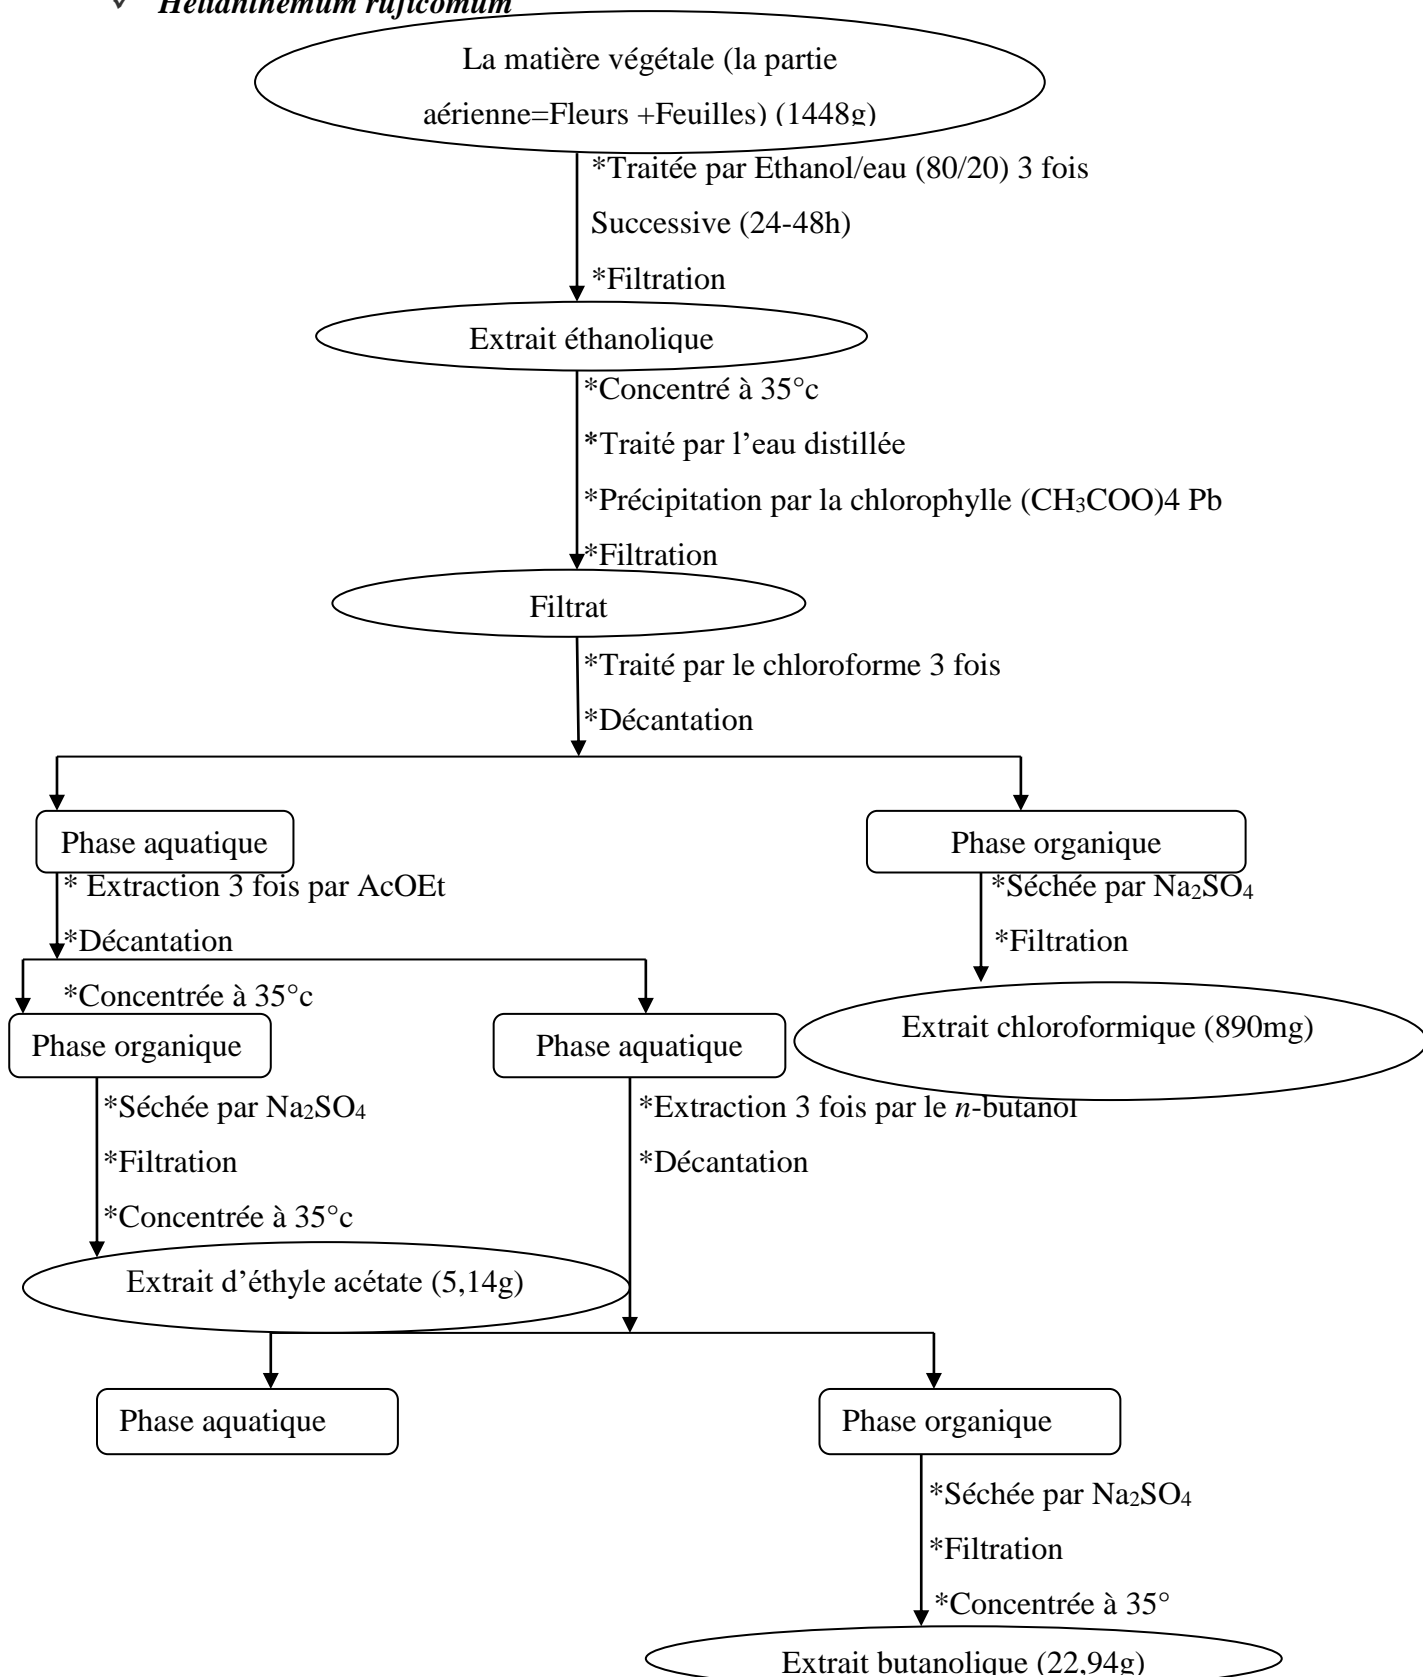 Helianthemum ruficomum
La matière végétale (la partie
aérienne=Fleurs +Feuilles) (1448g)
*Traitée par Ethanol/eau (80/20) 3 fois
Successive (24-48h)
*Filtration
Extrait éthanolique
*Concentré à 35°c
*Traité par l’eau distillée
*Précipitation par la chlorophylle (CH₃COO)4 Pb
*Filtration
Filtrat
*Traité par le chloroforme 3 fois
*Décantation
Phase aquatique
Phase organique
* Extraction 3 fois par AcOEt
*Décantation
*Concentrée à 35°c
*Séchée par Na₂SO₄
*Filtration
Extrait chloroformique (890mg)
Phase organique
Phase aquatique
*Séchée par Na₂SO₄
*Filtration
*Concentrée à 35°c
*Extraction 3 fois par le n-butanol
*Décantation
Extrait d’éthyle acétate (5,14g)
Phase aquatique
Phase organique
*Séchée par Na₂SO₄
*Filtration
*Concentrée à 35°
Extrait butanolique (22,94g)